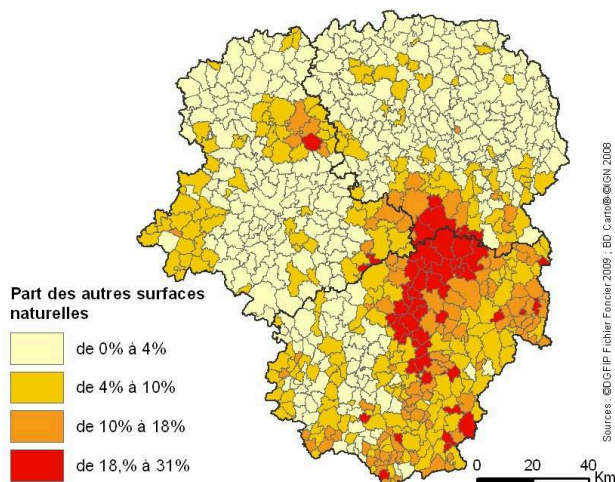 Part des autres surfaces
naturelles
de 0% à 4%
de 4% à 10%
de 10% à 18%
de 18,% à 31%
0 20 40
Km
Sources : ©DGFIP Fichier Foncier 2009 ; BD Carto®©IGN 2008